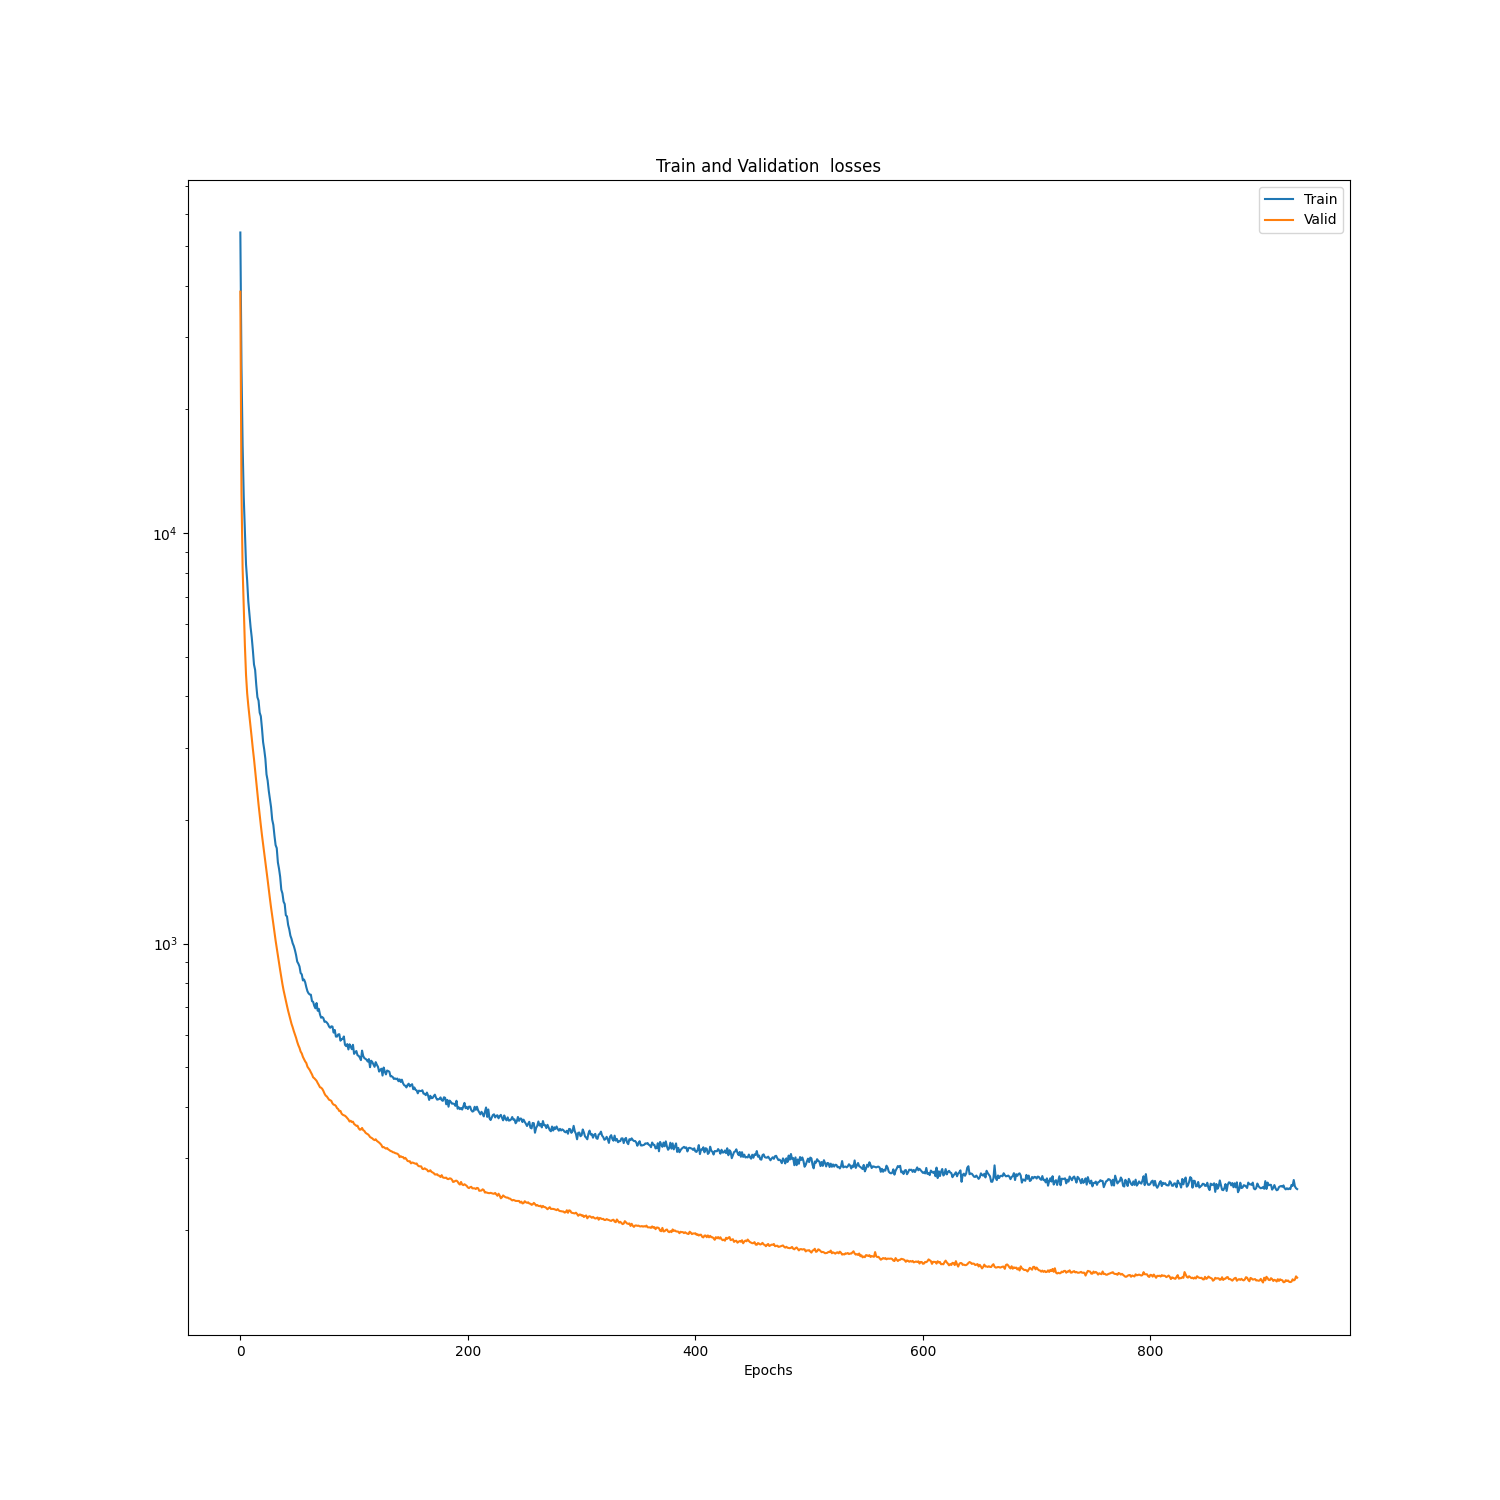 Train and Validation  losses
Train
Valid
10^4
10^3
0 200 400 600 800
Epochs